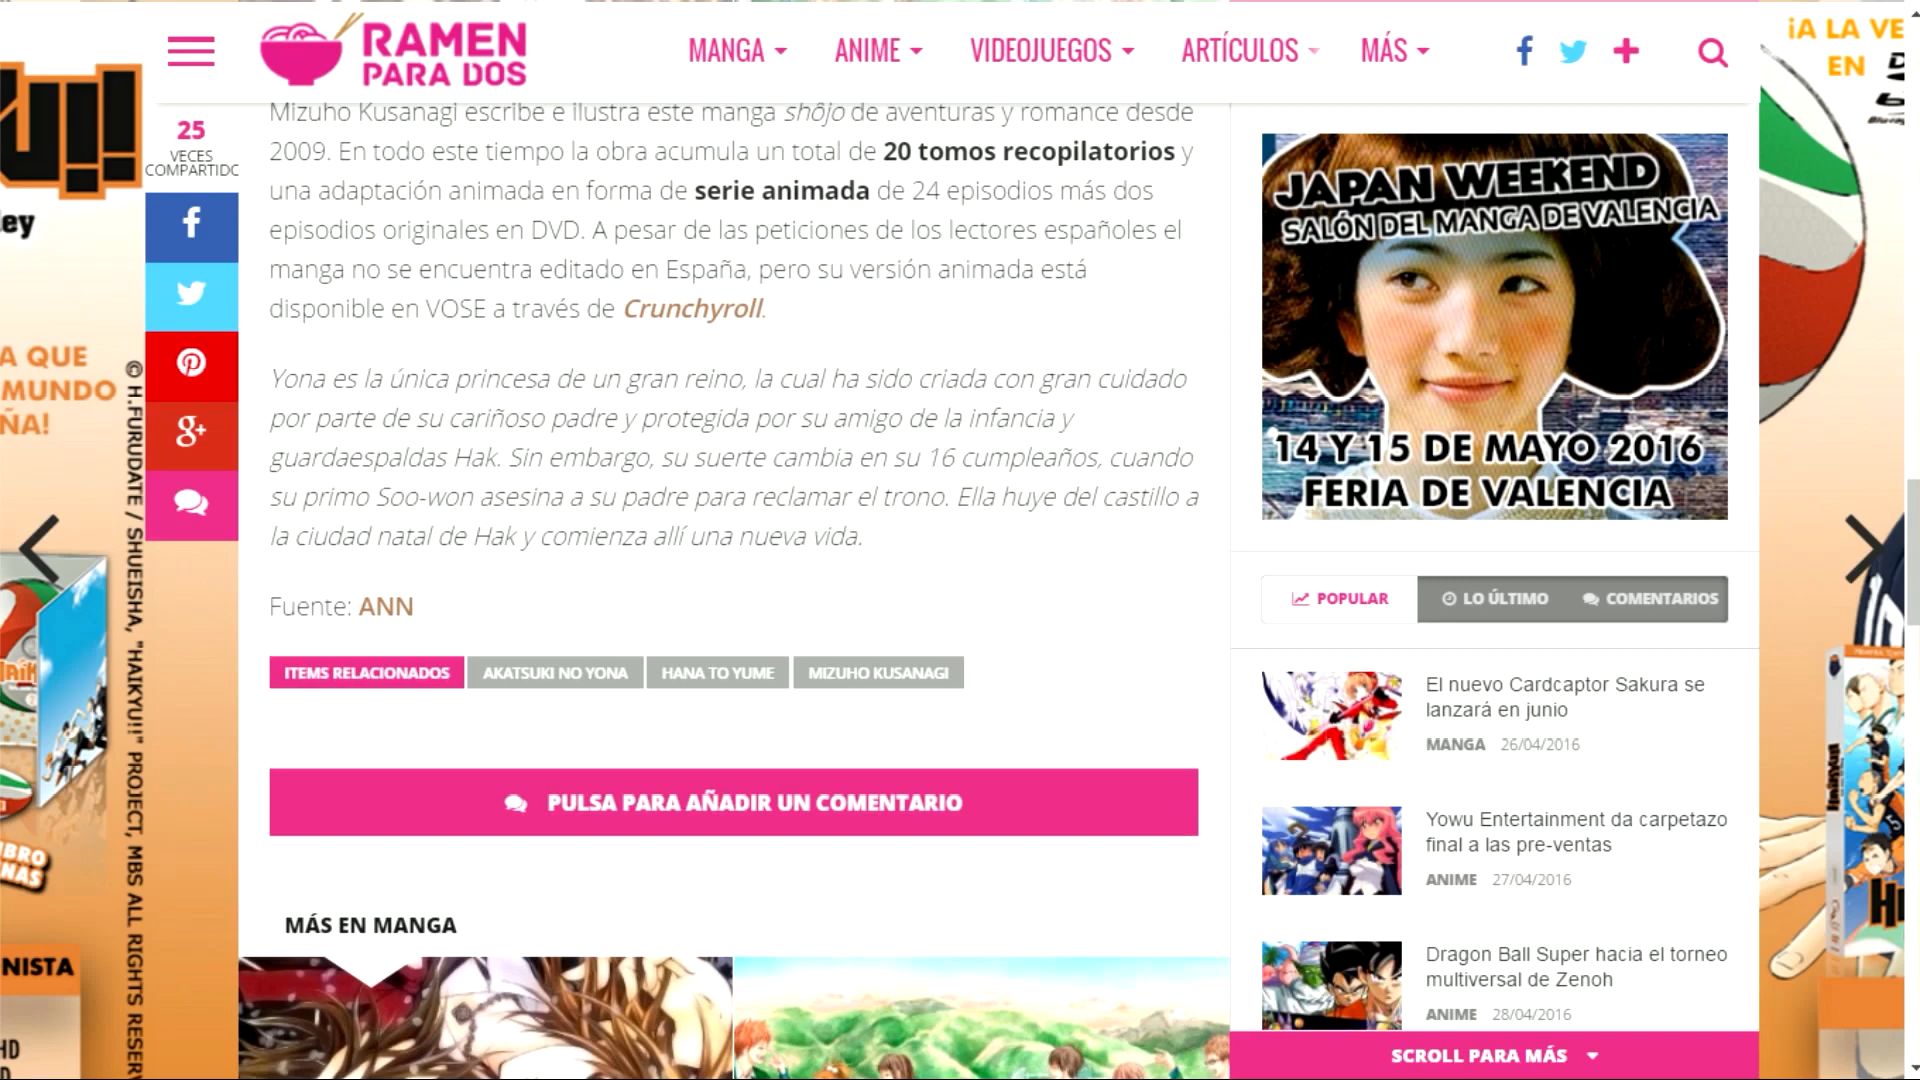 RAMEN
PARA DOS
MANGA
ANIME
VIDEOJUEGOS
ARTÍCULOS
MÁS
25
VECES
COMPARTIDO
Mizuho Kusanagi escribe e ilustra este manga shôjo de aventuras y romance desde
2009. En todo este tiempo la obra acumula un total de 20 tomos recopilatorios y
una adaptación animada en forma de serie animada de 24 episodios más dos
episodios originales en DVD. A pesar de las peticiones de los lectores españoles el
manga no se encuentra editado en España, pero su versión animada está
disponible en VOSE a través de Crunchyroll.
Yona es la única princesa de un gran reino, la cual ha sido criada con gran cuidado
por parte de su cariñoso padre y protegida por su amigo de la infancia y
guardaespaldas Hak. Sin embargo, su suerte cambia en su 16 cumpleaños, cuando
su primo Soo-won asesina a su padre para reclamar el trono. Ella huye del castillo a
la ciudad natal de Hak y comienza allí una nueva vida.
Fuente: ANN
ITEMS RELACIONADOS
AKATSUKI NO YONA
HANA TO YUME
MIZUHO KUSANAGI
PULSA PARA AÑADIR UN COMENTARIO
MÁS EN MANGA
JAPAN WEEKEND
SALÓN DEL MANGA DE VALENCIA
14 Y 15 DE MAYO 2016
FERIA DE VALENCIA
POPULAR
LO ÚLTIMO
COMENTARIOS
El nuevo Cardcaptor Sakura se
lanzará en junio
MANGA 26/04/2016
Yowu Entertainment da carpetazo
final a las pre-ventas
ANIME 27/04/2016
Dragon Ball Super hacia el torneo
multiversal de Zenoh
ANIME 28/04/2016
SCROLL PARA MÁS
ey
A QUE
MUNDO
ÑA!
© H.FURUDATE / SHUEISHA, "HAIKYU!!" PROJECT, MBS ALL RIGHTS RESERV
BRO
NAS
NISTA
HD
¡A LA VE
EN D